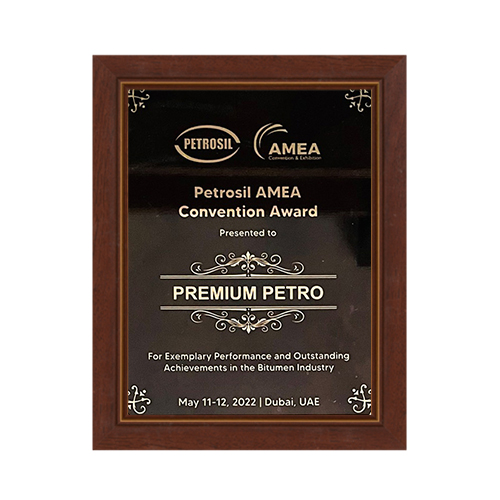 PETROSIL
AMEA
Convention & Exhibition
Petrosil AMEA
Convention Award
Presented to
PREMIUM PETRO
For Exemplary Performance and Outstanding
Achievements in the Bitumen Industry
May 11-12, 2022 | Dubai, UAE